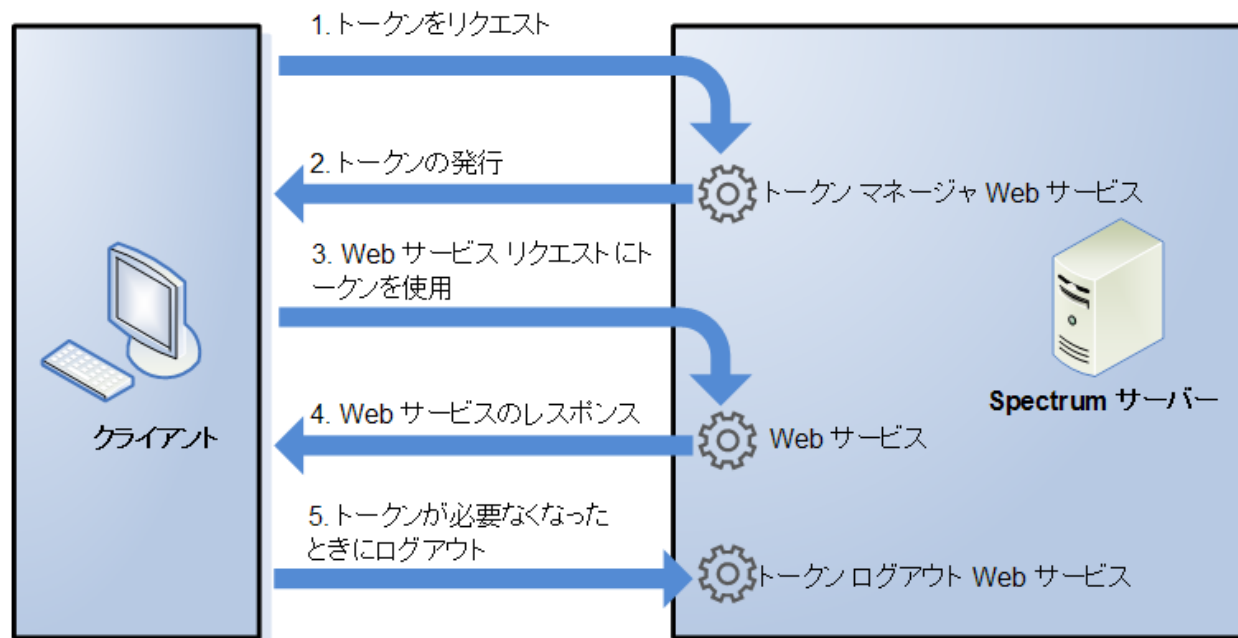 1. トークンをリクエスト
2. トークンの発行
トークン マネージャ Web サービス
3. Web サービス リクエストにト
ークンを使用
Spectrum サーバー
クライアント
4. Web サービスのレスポンス
Web サービス
5. トークンが必要なくなった
ときにログアウト
トークン ログアウト Web サービス